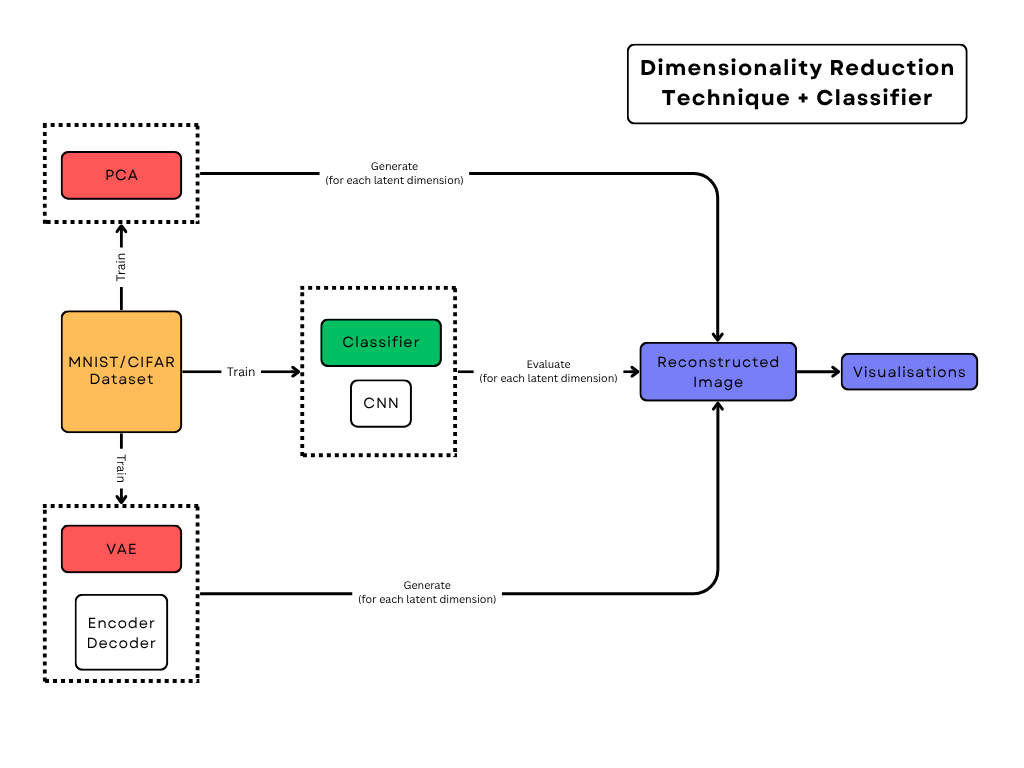 Dimensionality Reduction
Technique + Classifier
PCA
Generate
(for each latent dimension)
Train
MNIST/CIFAR
Dataset
Train
Classifier
CNN
Evaluate
(for each latent dimension)
Reconstructed
Image
Visualisations
Train
VAE
Encoder
Decoder
Generate
(for each latent dimension)